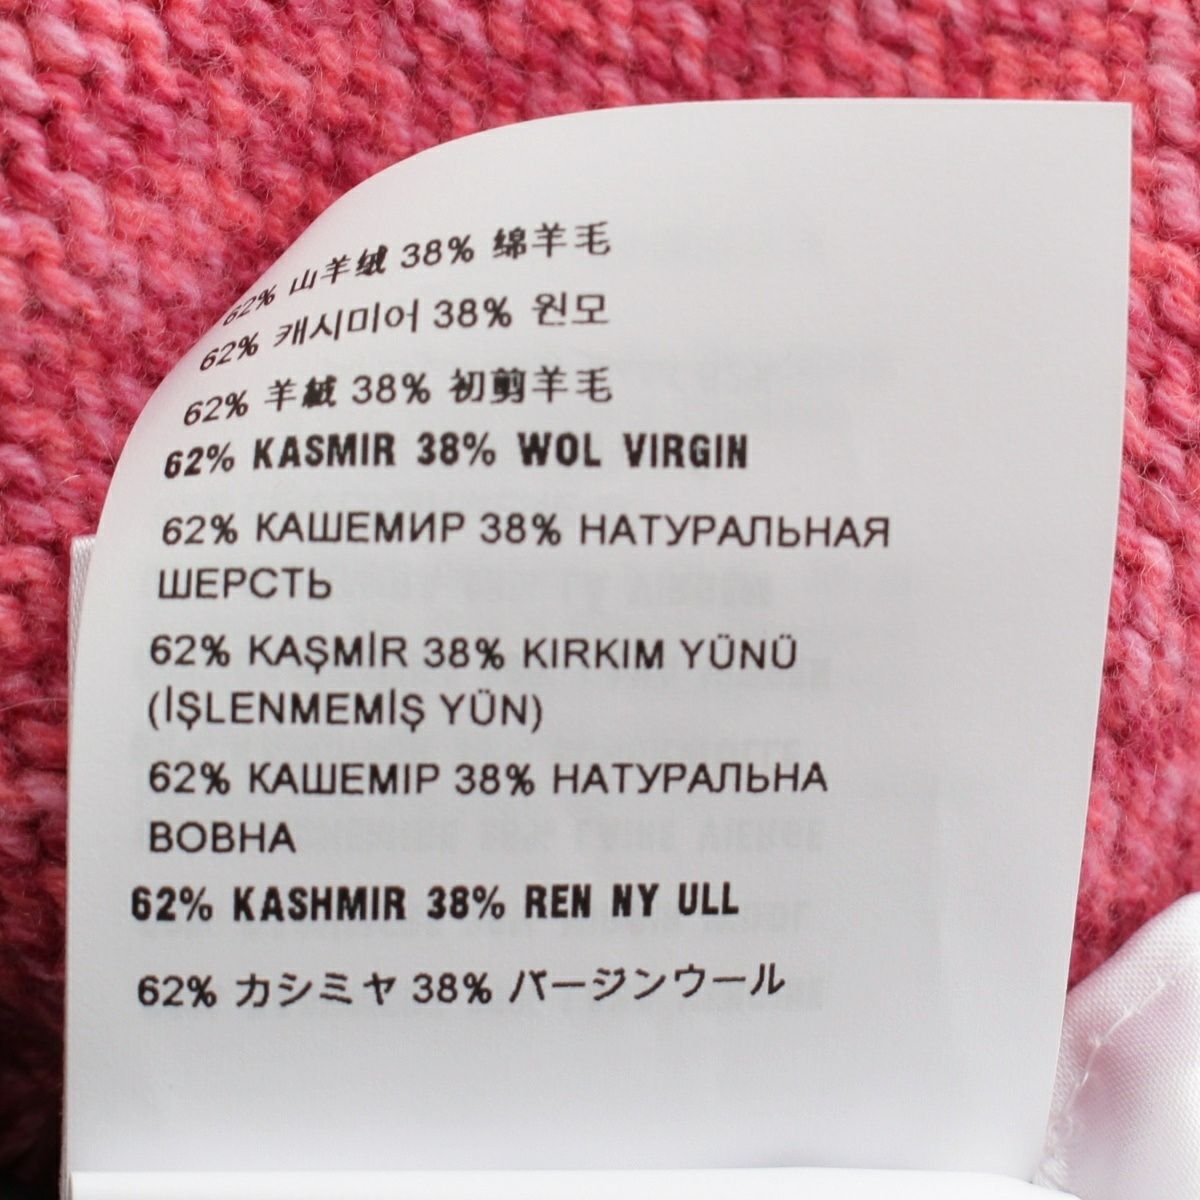 62% 山羊绒 38% 绵羊毛
62% 캐시미어 38% 원모
62% 羊絨 38% 初剪羊毛
62% KASMIR 38% WOL VIRGIN
62% КАШЕМИР 38% НАТУРАЛЬНАЯ
ШЕРСТЬ
62% KAŞMİR 38% KIRKIM YÜNÜ
(İŞLENMEMİŞ YÜN)
62% КАШЕМІР 38% НАТУРАЛЬНА
ВОВНА
62% KASHMIR 38% REN NY ULL
62% カシミヤ 38% バージンウール